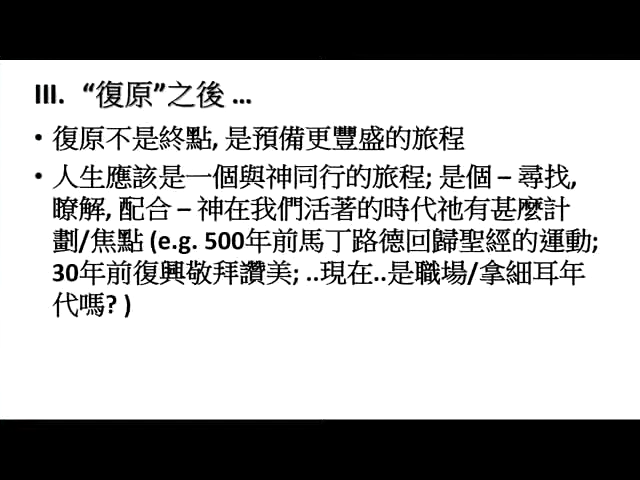 III. “復原”之後 ...
• 復原不是終點, 是預備更豐盛的旅程
• 人生應該是一個與神同行的旅程; 是個 – 尋找,
瞭解, 配合 – 神在我們活著的時代祂有甚麼計
劃/焦點 (e.g. 500年前馬丁路德回歸聖經的運動;
30年前復興敬拜讚美; ..現在..是職場/拿細耳年
代嗎? )